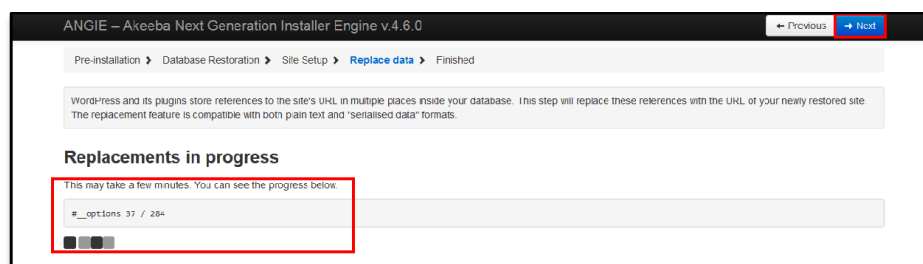 ANGIE – Akeeba Next Generation Installer Engine v.4.6.0
← Previous → Next
Pre-installation > Database Restoration > Site Setup > Replace data > Finished
WordPress and its plugins store references to the site's URL in multiple places inside your database. This step will replace these references with the URL of your newly restored site.
The replacement feature is compatible with both plain text and "serialised data" formats.
Replacements in progress
This may take a few minutes. You can see the progress below.
#__options 37 / 284